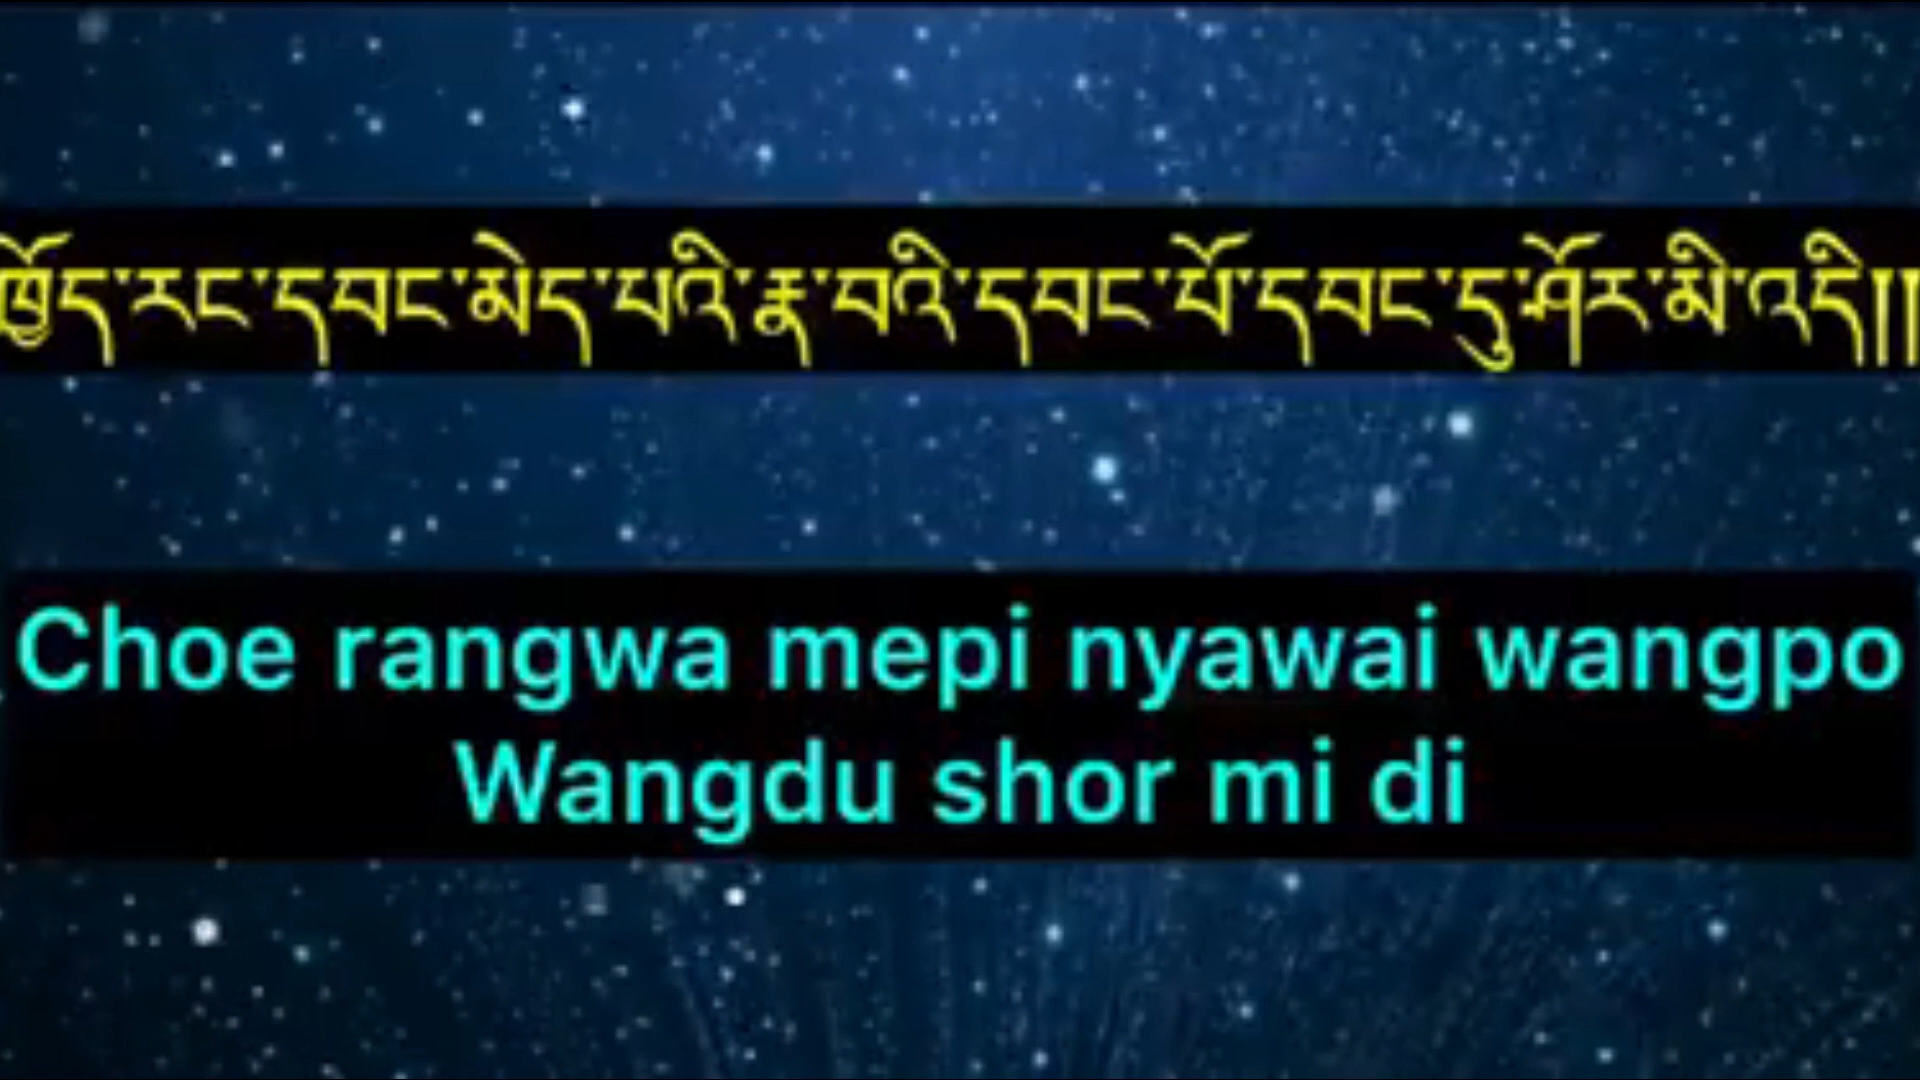 ཁྱོད་རང་དབང་མེད་པའི་རྣ་བའི་དབང་པོ་དབང་དུ་ཤོར་མི་འདི།།
Choe rangwa mepi nyawai wangpo
Wangdu shor mi di